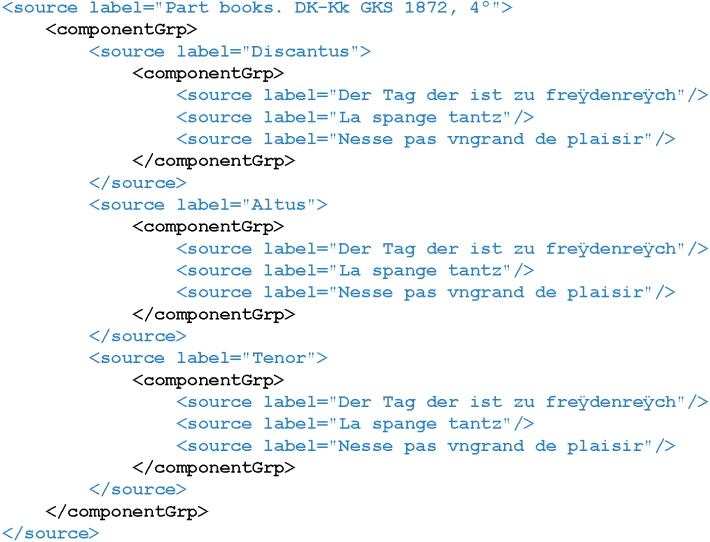 <source label="Part books. DK-Kk GKS 1872, 4°">
<componentGrp>
<source label="Discantus">
<componentGrp>
<source label="Der Tag der ist zu freÿdenreÿch"/>
<source label="La spange tantz"/>
<source label="Nesse pas vngrand de plaisir"/>
</componentGrp>
</source>
<source label="Altus">
<componentGrp>
<source label="Der Tag der ist zu freÿdenreÿch"/>
<source label="La spange tantz"/>
<source label="Nesse pas vngrand de plaisir"/>
</componentGrp>
</source>
<source label="Tenor">
<componentGrp>
<source label="Der Tag der ist zu freÿdenreÿch"/>
<source label="La spange tantz"/>
<source label="Nesse pas vngrand de plaisir"/>
</componentGrp>
</source>
</componentGrp>
</source>